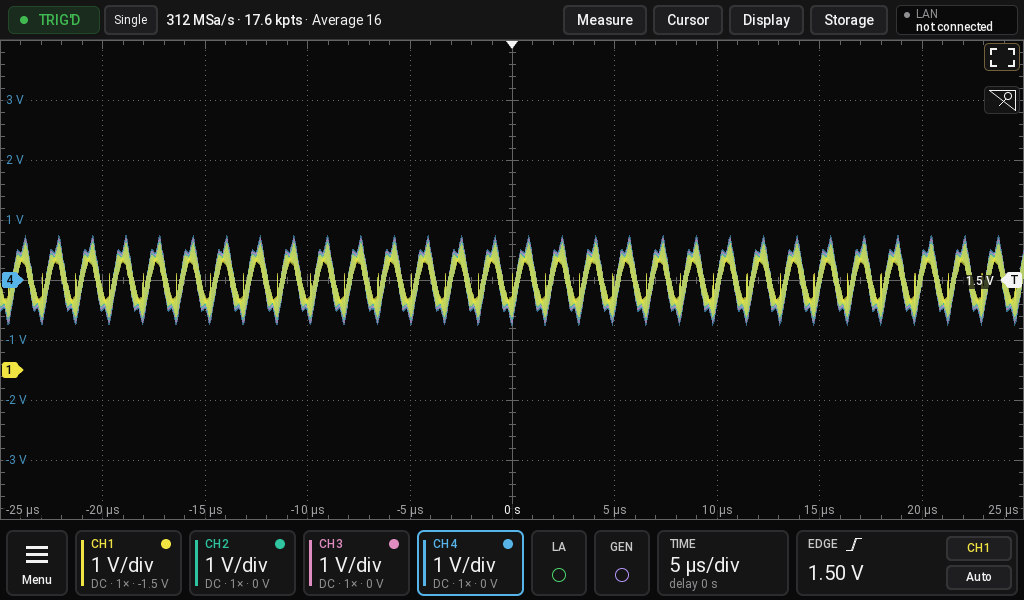 TRIG'D
Single
312 MSa/s · 17.6 kpts · Average 16
Measure
Cursor
Display
Storage
LAN
not connected
3 V
2 V
1 V
4
1.5 V
T
-1 V
1
-2 V
-3 V
-25 µs
-20 µs
-15 µs
-10 µs
-5 µs
0 s
5 µs
10 µs
15 µs
20 µs
25 µs
Menu
CH1
1 V/div
DC · 1× · -1.5 V
CH2
1 V/div
DC · 1× · 0 V
CH3
1 V/div
DC · 1× · 0 V
CH4
1 V/div
DC · 1× · 0 V
LA
GEN
TIME
5 µs/div
delay 0 s
EDGE
1.50 V
CH1
Auto